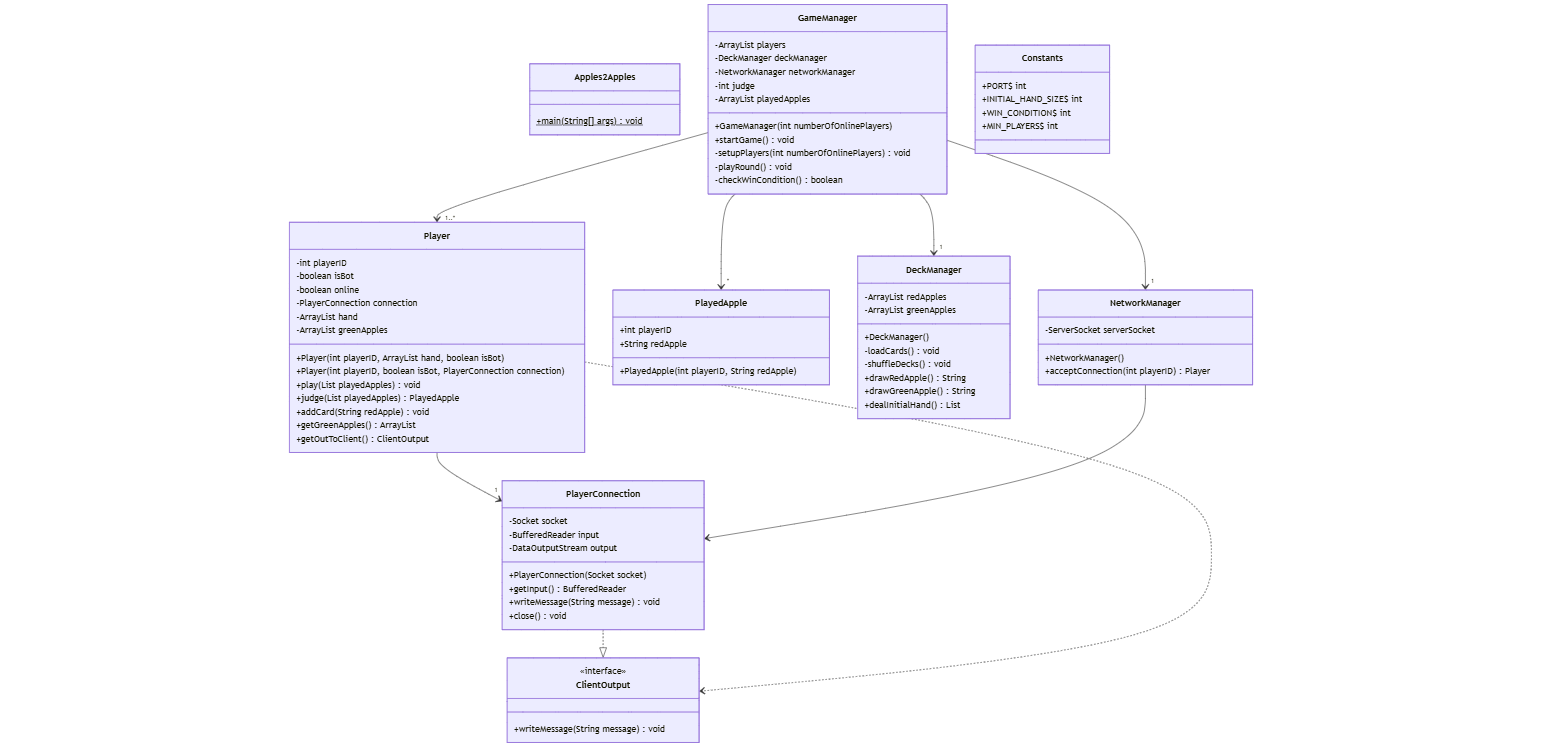 GameManager
-ArrayList players
-DeckManager deckManager
-NetworkManager networkManager
-int judge
-ArrayList playedApples
+GameManager(int numberOfOnlinePlayers)
+startGame() : void
-setupPlayers(int numberOfOnlinePlayers) : void
-playRound() : void
-checkWinCondition() : boolean
Apples2Apples
+main(String[] args) : void
Constants
+PORT$ int
+INITIAL_HAND_SIZE$ int
+WIN_CONDITION$ int
+MIN_PLAYERS$ int
1..*
*
1
1
Player
-int playerID
-boolean isBot
-boolean online
-PlayerConnection connection
-ArrayList hand
-ArrayList greenApples
+Player(int playerID, ArrayList hand, boolean isBot)
+Player(int playerID, boolean isBot, PlayerConnection connection)
+play(List playedApples) : void
+judge(List playedApples) : PlayedApple
+addCard(String redApple) : void
+getGreenApples() : ArrayList
+getOutToClient() : ClientOutput
PlayedApple
+int playerID
+String redApple
+PlayedApple(int playerID, String redApple)
DeckManager
-ArrayList redApples
-ArrayList greenApples
+DeckManager()
-loadCards() : void
-shuffleDecks() : void
+drawRedApple() : String
+drawGreenApple() : String
+dealInitialHand() : List
NetworkManager
-ServerSocket serverSocket
+NetworkManager()
+acceptConnection(int playerID) : Player
1
PlayerConnection
-Socket socket
-BufferedReader input
-DataOutputStream output
+PlayerConnection(Socket socket)
+getInput() : BufferedReader
+writeMessage(String message) : void
+close() : void
«interface»
ClientOutput
+writeMessage(String message) : void